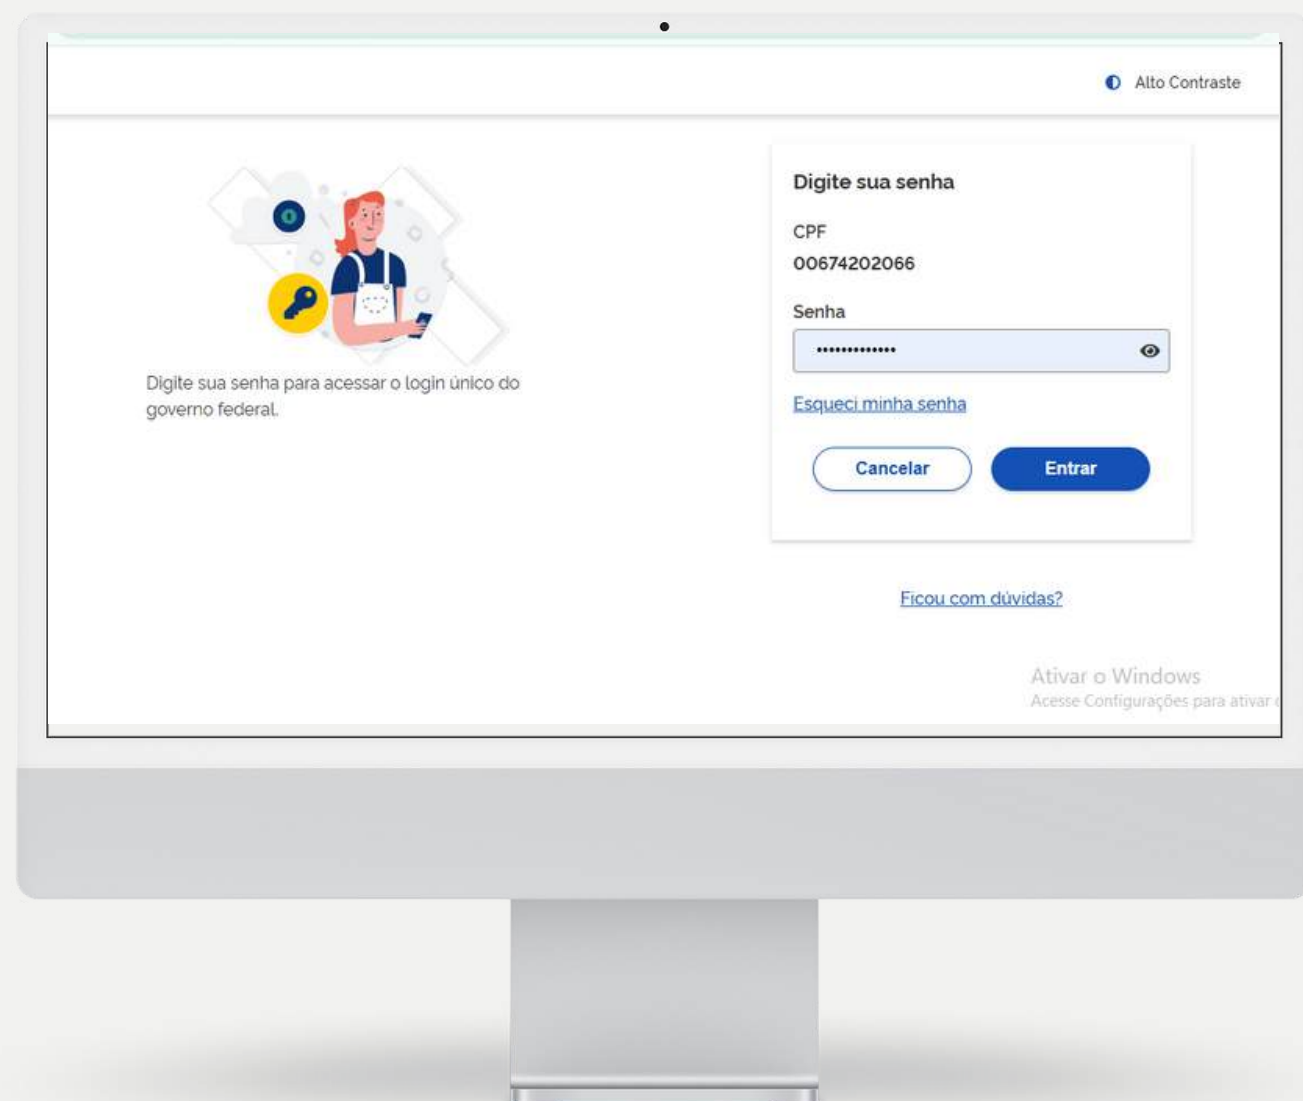 Alto Contraste
Digite sua senha para acessar o login único do
governo federal.
Digite sua senha
CPF
00674202066
Senha
•••••••••••••
Esqueci minha senha
Cancelar
Entrar
Ficou com dúvidas?
Ativar o Windows
Acesse Configurações para ativar